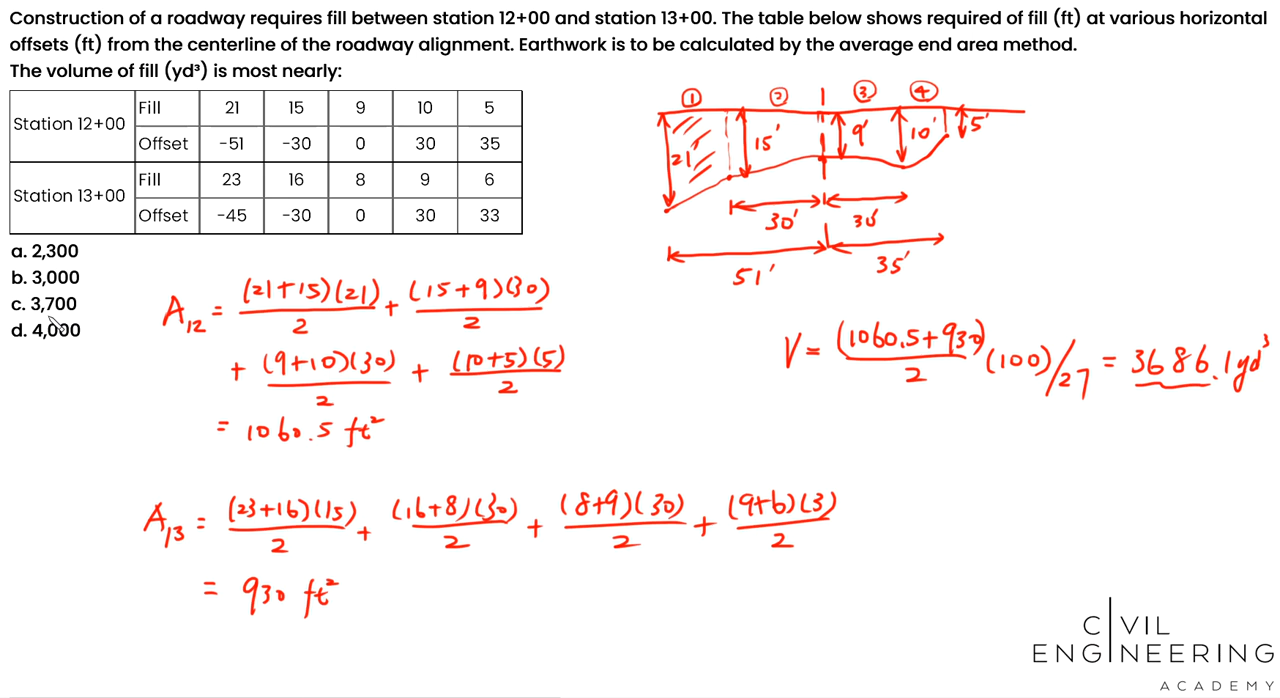 Construction of a roadway requires fill between station 12+00 and station 13+00. The table below shows required of fill (ft) at various horizontal
offsets (ft) from the centerline of the roadway alignment. Earthwork is to be calculated by the average end area method.
The volume of fill (yd³) is most nearly:
Station 12+00 Fill 21 15 9 10 5
Offset -51 -30 0 30 35
Station 13+00 Fill 23 16 8 9 6
Offset -45 -30 0 30 33
a. 2,300
b. 3,000
c. 3,700
d. 4,000
① ② ③ ④
21' 15' 9' 10' 5'
30' 30'
51' 35'
A₁₂ = (21+15)(21)/2 + (15+9)(30)/2
+ (9+10)(30)/2 + (10+5)(5)/2
= 1060.5 ft²
V = (1060.5+930)/2 (100)/27 = 3686.1 yd³
A₁₃ = (23+16)(15)/2 + (16+8)(30)/2 + (8+9)(30)/2 + (9+6)(3)/2
= 930 ft²
CIVIL
ENGINEERING
ACADEMY